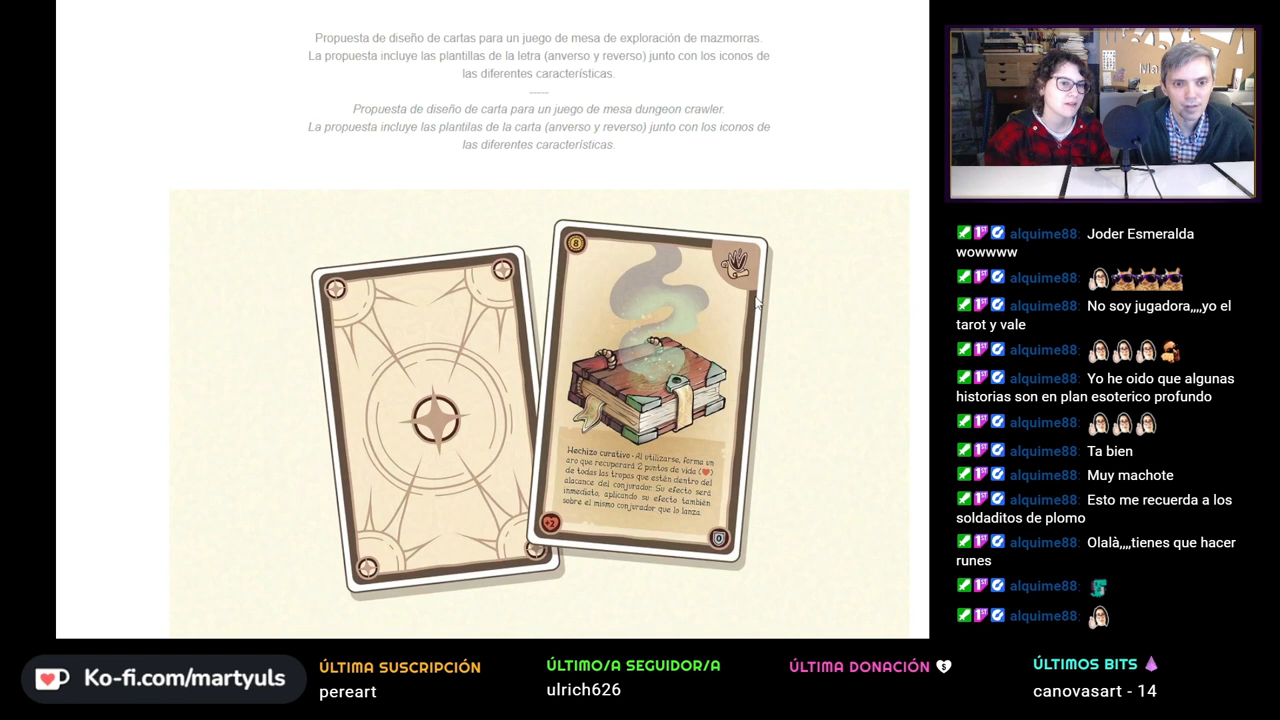 Propuesta de diseño de cartas para un juego de mesa de exploración de mazmorras.
La propuesta incluye las plantillas de la letra (anverso y reverso) junto con los iconos de
las diferentes características.
-----
Propuesta de diseño de carta para un juego de mesa dungeon crawler.
La propuesta incluye las plantilas de la carta (anverso y reverso) junto con los iconos de
las diferentes características.
8
Hechizo curativo - Al utilizarse, forma un
aro que recuperará 2 puntos de vida (❤)
de todas las tropas que estén dentro del
alacance del conjurador. Su efecto será
inmediato, aplicando su efecto también
sobre el mismo conjurador que lo lanza.
+2
0
alquime88: Joder Esmeralda
wowwww
alquime88:
alquime88: No soy jugadora,,,,yo el
tarot y vale
alquime88:
alquime88: Yo he oido que algunas
historias son en plan esoterico profundo
alquime88:
alquime88: Ta bien
alquime88: Muy machote
alquime88: Esto me recuerda a los
soldaditos de plomo
alquime88: Olalà,,,,tienes que hacer
runes
alquime88:
alquime88:
Ko-fi.com/martyuls
ÚLTIMA SUSCRIPCIÓN
pereart
ÚLTIMO/A SEGUIDOR/A
ulrich626
ÚLTIMA DONACIÓN
ÚLTIMOS BITS
canovasart - 14